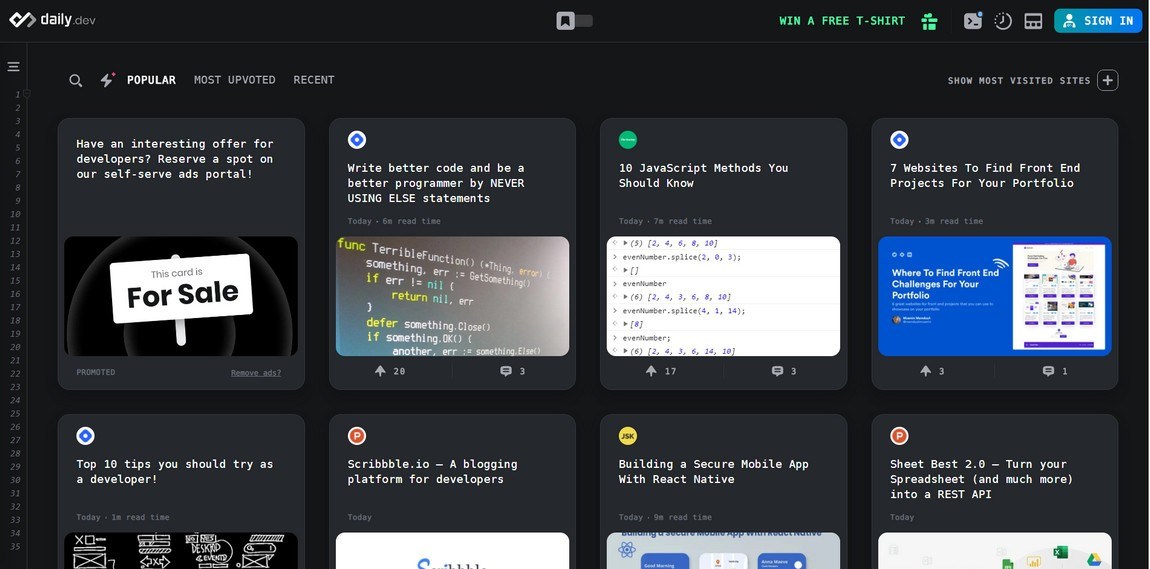 daily.dev
WIN A FREE T-SHIRT
SIGN IN
POPULAR
MOST UPVOTED
RECENT
SHOW MOST VISITED SITES
1
2
3
4
5
6
7
8
9
10
11
12
13
14
15
16
17
18
19
20
21
22
23
24
25
26
27
28
29
30
31
32
33
34
35
Have an interesting offer for
developers? Reserve a spot on
our self-serve ads portal!
This card is
For Sale
PROMOTED
Remove ads?
Write better code and be a
better programmer by NEVER
USING ELSE statements
Today · 6m read time
func TerribleFunction() (*Thing, error) {
something, err := GetSomething()
if err != nil {
return nil, err
}
defer something.Close()
if something.OK() {
another, err := something.Else()
20
3
10 JavaScript Methods You
Should Know
Today · 7m read time
(5) [2, 4, 6, 8, 10]
evenNumber.splice(2, 0, 3);
[]
evenNumber
(6) [2, 4, 3, 6, 8, 10]
evenNumber.splice(4, 1, 14);
[8]
evenNumber;
(6) [2, 4, 3, 6, 14, 10]
17
3
7 Websites To Find Front End
Projects For Your Portfolio
Today · 3m read time
Where To Find Front End
Challenges For Your
Portfolio
3
1
Top 10 tips you should try as
a developer!
Today · 1m read time
P
Scribbble.io – A blogging
platform for developers
Today
Scribbble
JSK
Building a Secure Mobile App
With React Native
Today · 9m read time
Building a Secure Mobile App With React Native
Good Morning
P
Sheet Best 2.0 – Turn your
Spreadsheet (and much more)
into a REST API
Today